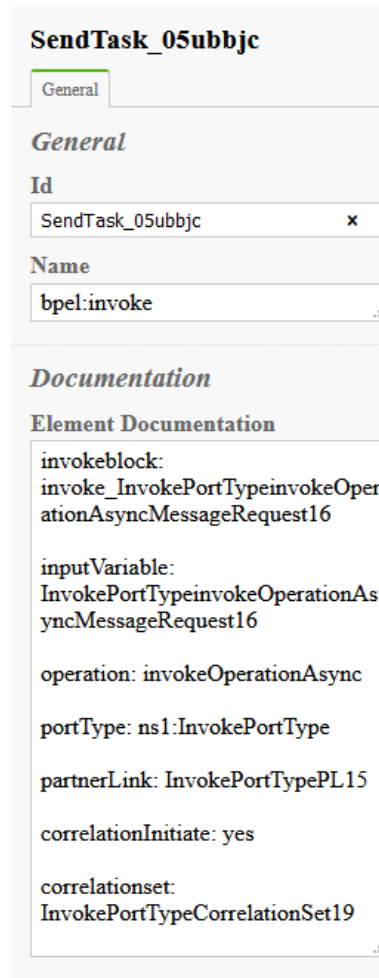 SendTask_05ubbjc
General
General
Id
SendTask_05ubbjc ×
Name
bpel:invoke
Documentation
Element Documentation
invokeblock:
invoke_InvokePortTypeinvokeOper
ationAsyncMessageRequest16
inputVariable:
InvokePortTypeinvokeOperationAs
yncMessageRequest16
operation: invokeOperationAsync
portType: ns1:InvokePortType
partnerLink: InvokePortTypePL15
correlationInitiate: yes
correlationset:
InvokePortTypeCorrelationSet19